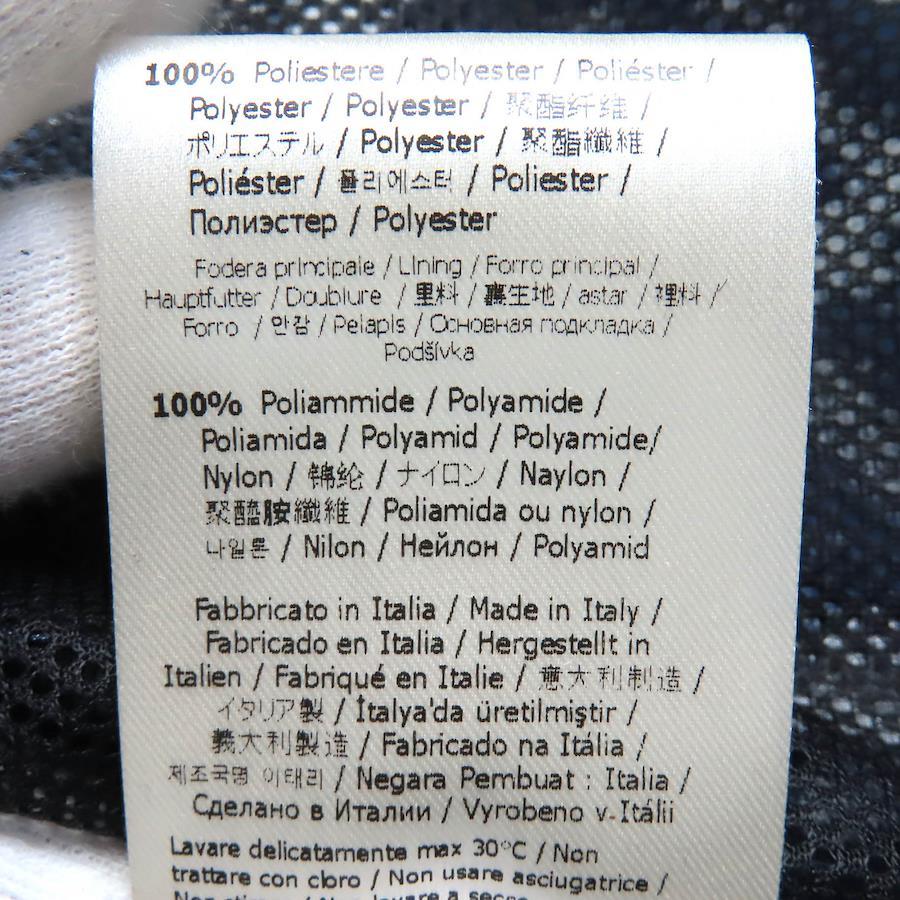 100% Poliestere / Polyester / Poliéster /
Polyester / Polyester / 聚酯纤维 /
ポリエステル / Polyester / 聚酯纖維 /
Poliéster / 폴리에스터 / Poliester /
Полиэстер / Polyester
Fodera principale / Lining / Forro principal /
Hauptfutter / Doublure / 里料 / 裏生地 / astar / 裡料 /
Forro / 안감 / Pelapis / Основная подкладка /
Podšívka
100% Poliammide / Polyamide /
Poliamida / Polyamid / Polyamide/
Nylon / 锦纶 / ナイロン / Naylon /
聚醯胺纖維 / Poliamida ou nylon /
나일론 / Nilon / Нейлон / Polyamid
Fabbricato in Italia / Made in Italy /
Fabricado en Italia / Hergestellt in
Italien / Fabriqué en Italie / 意大利制造 /
イタリア製 / İtalya'da üretilmiştir /
義大利製造 / Fabricado na Itália /
제조국명 이태리 / Negara Pembuat : Italia /
Сделано в Италии / Vyrobeno v Itálii
Lavare delicatamente max 30°C / Non
trattare con cloro / Non usare asciugatrice /